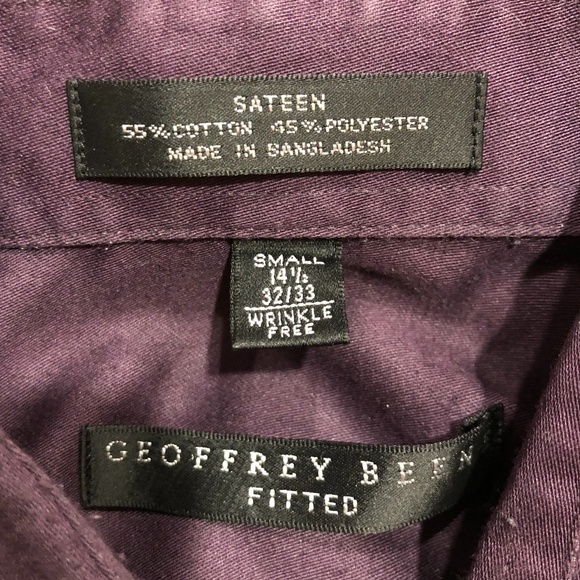 SATEEN
55% COTTON 45% POLYESTER
MADE IN BANGLADESH
SMALL
14½
32/33
WRINKLE
FREE
GEOFFREY BEENE
FITTED